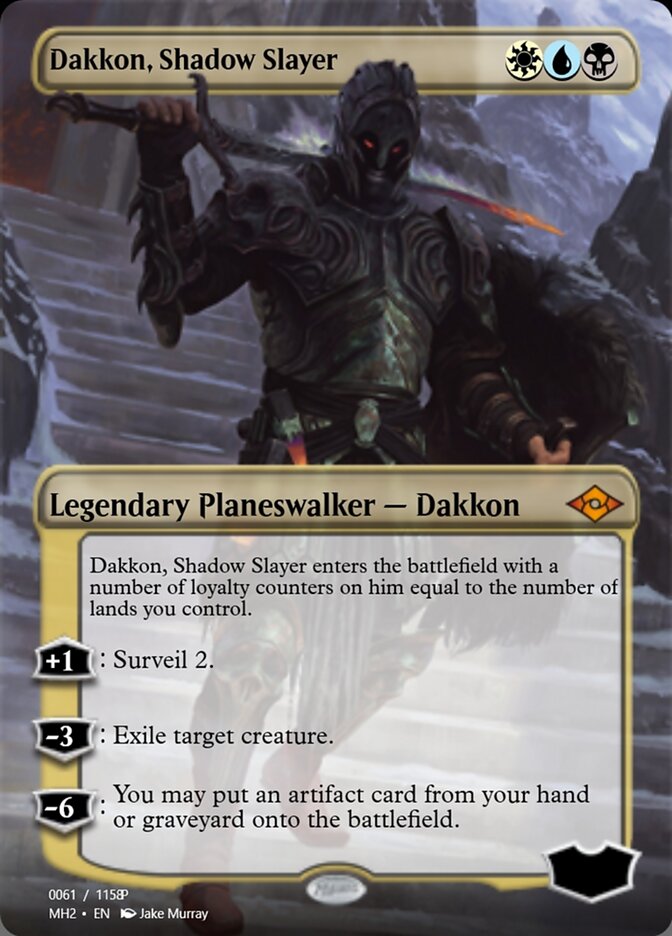 Dakkon, Shadow Slayer
Legendary Planeswalker — Dakkon
Dakkon, Shadow Slayer enters the battlefield with a
number of loyalty counters on him equal to the number of
lands you control.
+1 : Surveil 2.
−3 : Exile target creature.
−6 : You may put an artifact card from your hand
or graveyard onto the battlefield.
0061 / 1158P
MH2 • EN Jake Murray